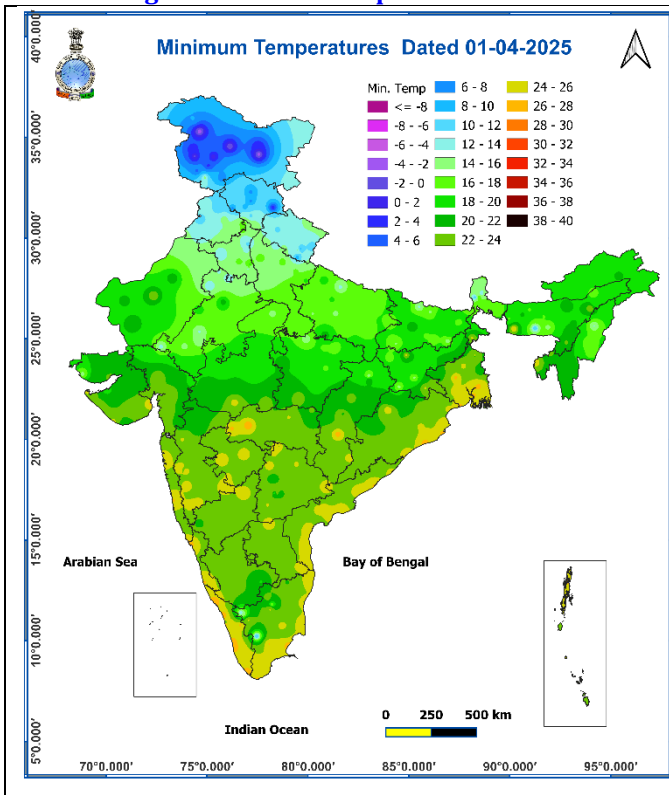 Minimum Temperatures Dated 01-04-2025
Min. Temp
<= -8
-8 - -6
-6 - -4
-4 - -2
-2 - 0
0 - 2
2 - 4
4 - 6
6 - 8
8 - 10
10 - 12
12 - 14
14 - 16
16 - 18
18 - 20
20 - 22
22 - 24
24 - 26
26 - 28
28 - 30
30 - 32
32 - 34
34 - 36
36 - 38
38 - 40
40°0.000'
35°0.000'
30°0.000'
25°0.000'
20°0.000'
15°0.000'
10°0.000'
5°0.000'
Arabian Sea
Bay of Bengal
Indian Ocean
0 250 500 km
70°0.000' 75°0.000' 80°0.000' 85°0.000' 90°0.000' 95°0.000'